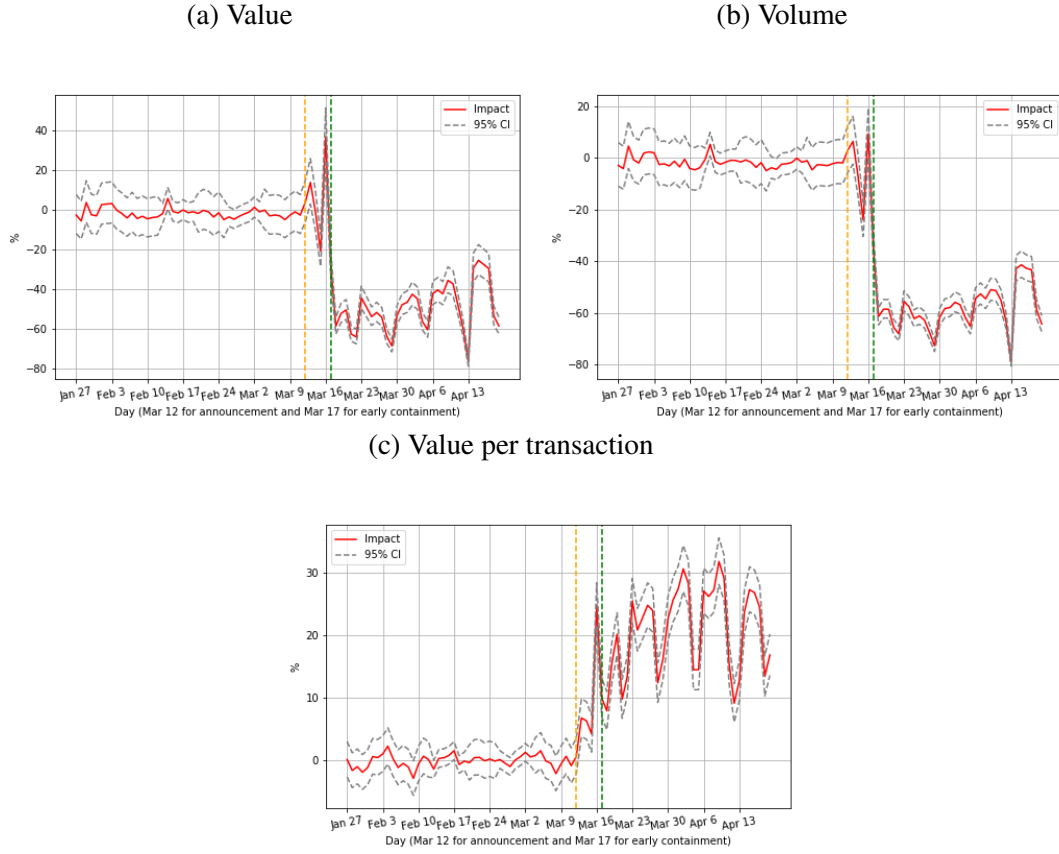 (a) Value
(b) Volume
Impact
95% CI
40
20
0
−20
−40
−60
−80
%
Jan 27
Feb 3
Feb 10
Feb 17
Feb 24
Mar 2
Mar 9
Mar 16
Mar 23
Mar 30
Apr 6
Apr 13
Day (Mar 12 for announcement and Mar 17 for early containment)
Impact
95% CI
20
0
−20
−40
−60
−80
%
Jan 27
Feb 3
Feb 10
Feb 17
Feb 24
Mar 2
Mar 9
Mar 16
Mar 23
Mar 30
Apr 6
Apr 13
Day (Mar 12 for announcement and Mar 17 for early containment)
(c) Value per transaction
Impact
95% CI
30
20
10
0
%
Jan 27
Feb 3
Feb 10
Feb 17
Feb 24
Mar 2
Mar 9
Mar 16
Mar 23
Mar 30
Apr 6
Apr 13
Day (Mar 12 for announcement and Mar 17 for early containment)